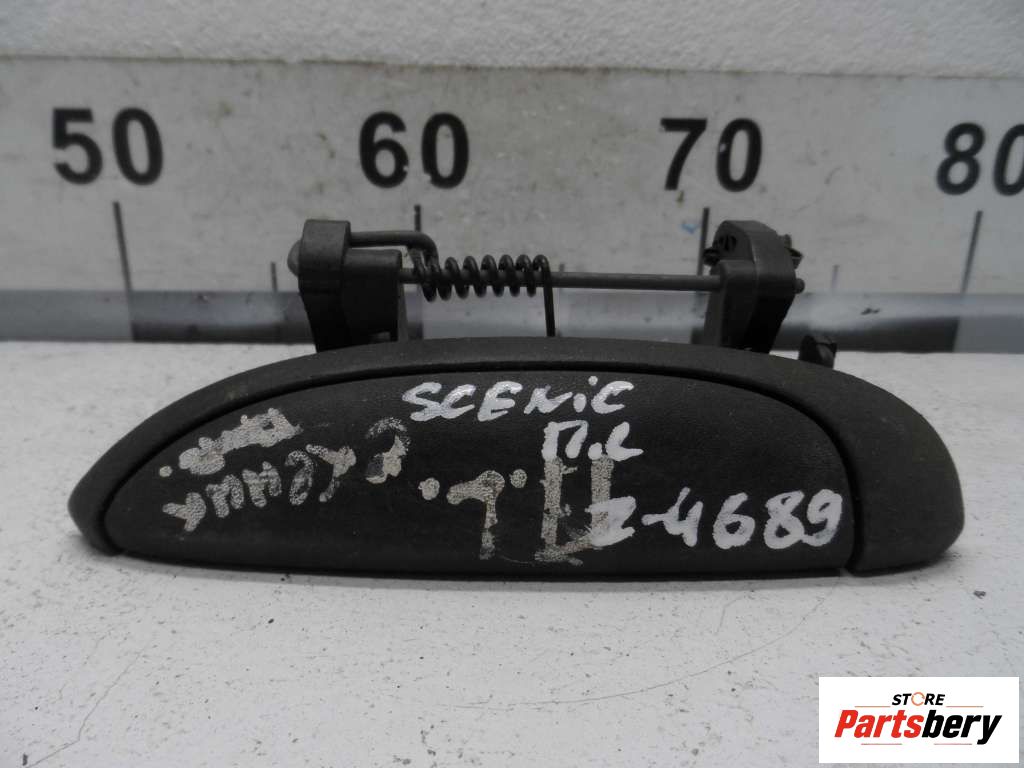 50 60 70 80
SCENiC
П.Л
Z-4689
STORE
Partsbery